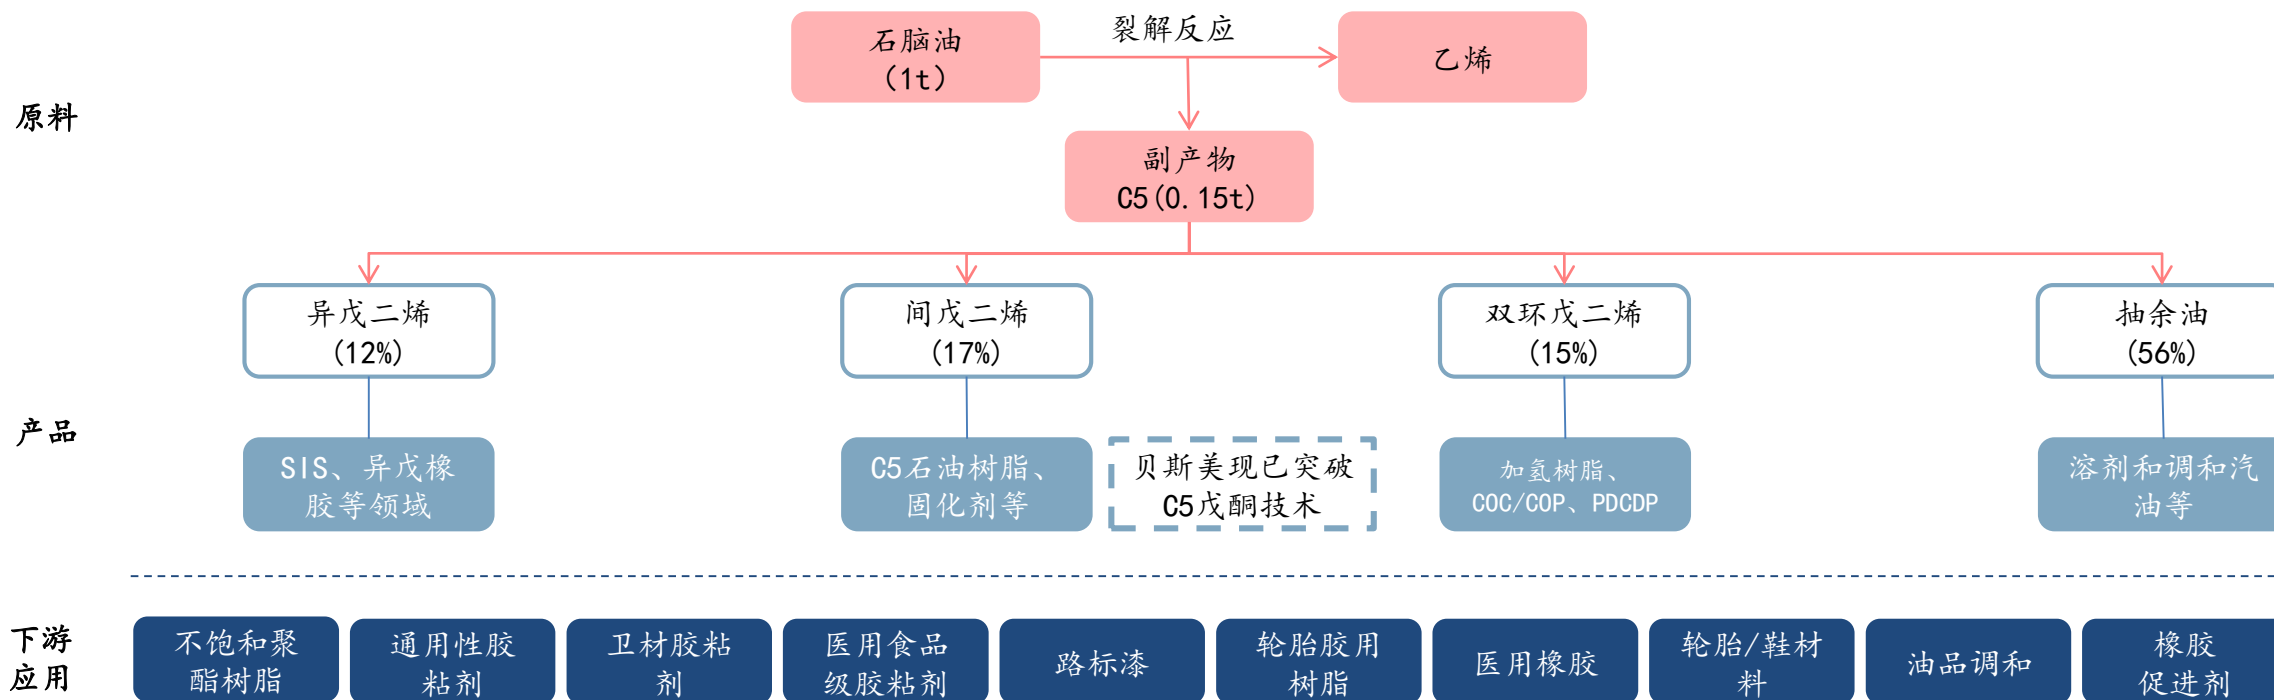 石脑油
(1t)
裂解反应
乙烯
原料
副产物
C5(0.15t)
异戊二烯
(12%)
间戊二烯
(17%)
双环戊二烯
(15%)
抽余油
(56%)
产品
SIS、异戊橡
胶等领域
C5石油树脂、
固化剂等
贝斯美现已突破
C5戊酮技术
加氢树脂、
COC/COP、PDCDP
溶剂和调和汽
油等
下游
应用
不饱和聚
酯树脂
通用性胶
粘剂
卫材胶粘
剂
医用食品
级胶粘剂
路标漆
轮胎胶用
树脂
医用橡胶
轮胎/鞋材
料
油品调和
橡胶
促进剂